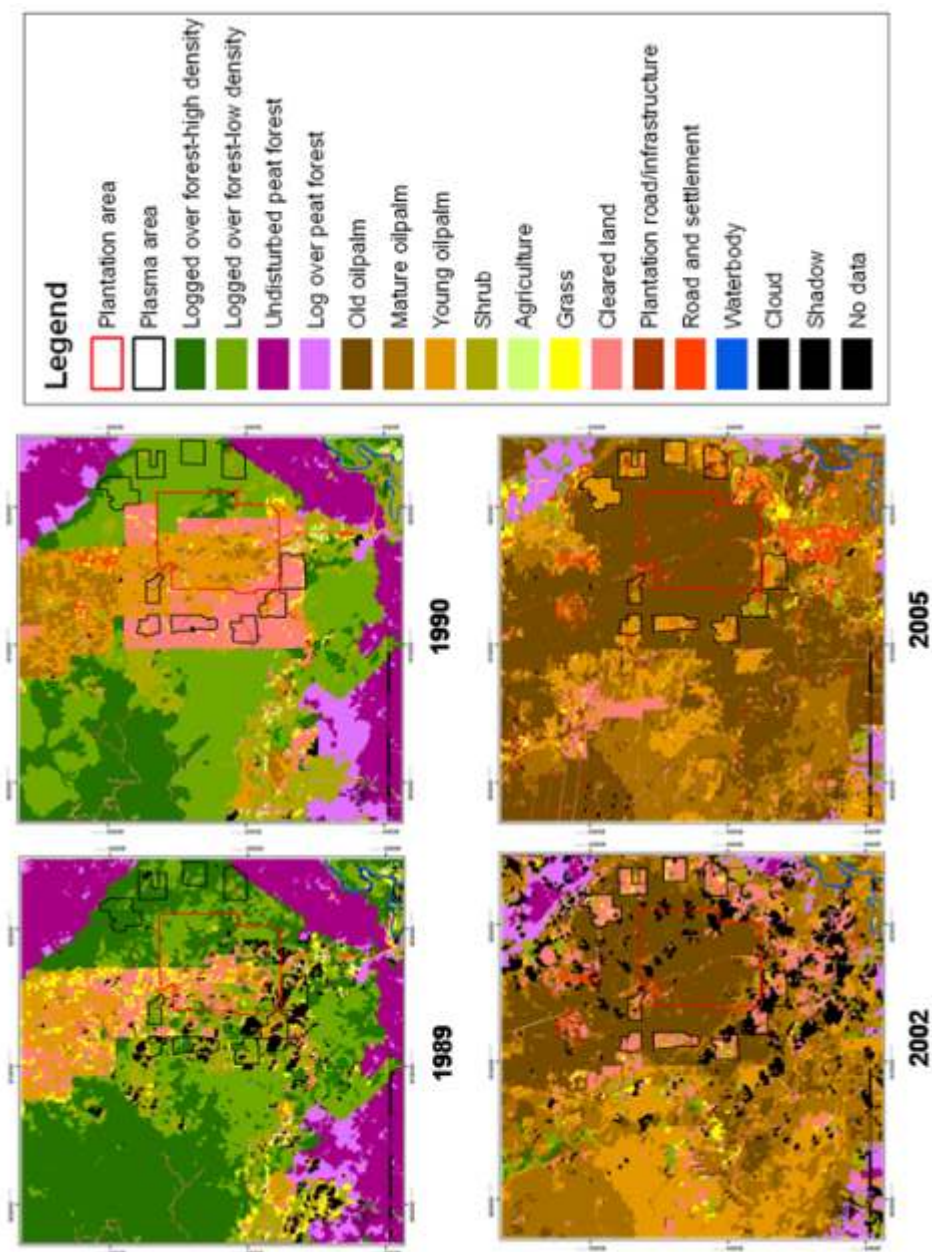 Legend
Plantation area
Plasma area
Logged over forest-high density
Logged over forest-low density
Undisturbed peat forest
Log over peat forest
Old oilpalm
Mature oilpalm
Young oilpalm
Shrub
Agriculture
Grass
Cleared land
Plantation road/infrastructure
Road and settlement
Waterbody
Cloud
Shadow
No data
1989
1990
2002
2005